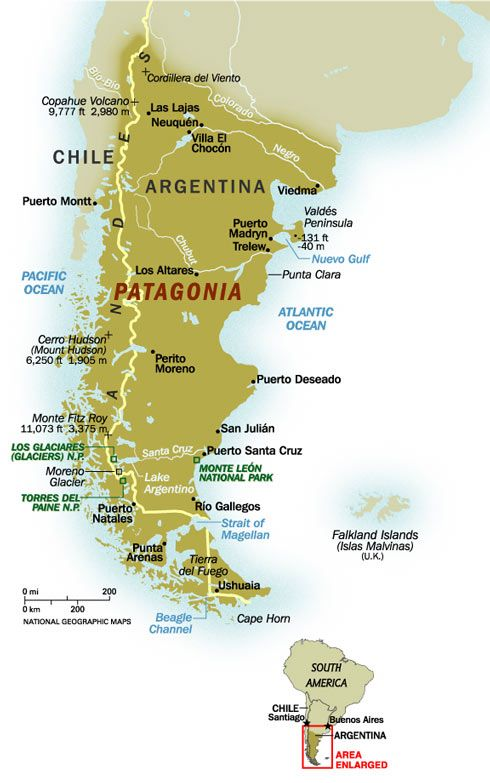 Cordillera del Viento
Bío-Bío
Copahue Volcano
9,777 ft 2,980 m
Colorado
Las Lajas
Neuquén
Villa El
Chocón
Negro
CHILE
ANDES
ARGENTINA
Viedma
Puerto Montt
Valdés
Peninsula
Puerto
Madryn
-131 ft
-40 m
Trelew
Chubut
Nuevo Gulf
Los Altares
Punta Clara
PACIFIC
OCEAN
PATAGONIA
ATLANTIC
OCEAN
Cerro Hudson
(Mount Hudson)
6,250 ft 1,905 m
Perito
Moreno
Puerto Deseado
Monte Fitz Roy
11,073 ft 3,375 m
San Julián
LOS GLACIARES
(GLACIERS) N.P.
Santa Cruz
Puerto Santa Cruz
Moreno
Glacier
MONTE LEÓN
NATIONAL PARK
Lake
Argentino
TORRES DEL
PAINE N.P.
Puerto
Natales
Río Gallegos
Strait of
Magellan
Falkland Islands
(Islas Malvinas)
(U.K.)
Punta
Arenas
Tierra
del Fuego
Ushuaia
0 mi 200
0 km 200
NATIONAL GEOGRAPHIC MAPS
Beagle
Channel
Cape Horn
SOUTH
AMERICA
CHILE
Santiago
Buenos Aires
ARGENTINA
AREA
ENLARGED